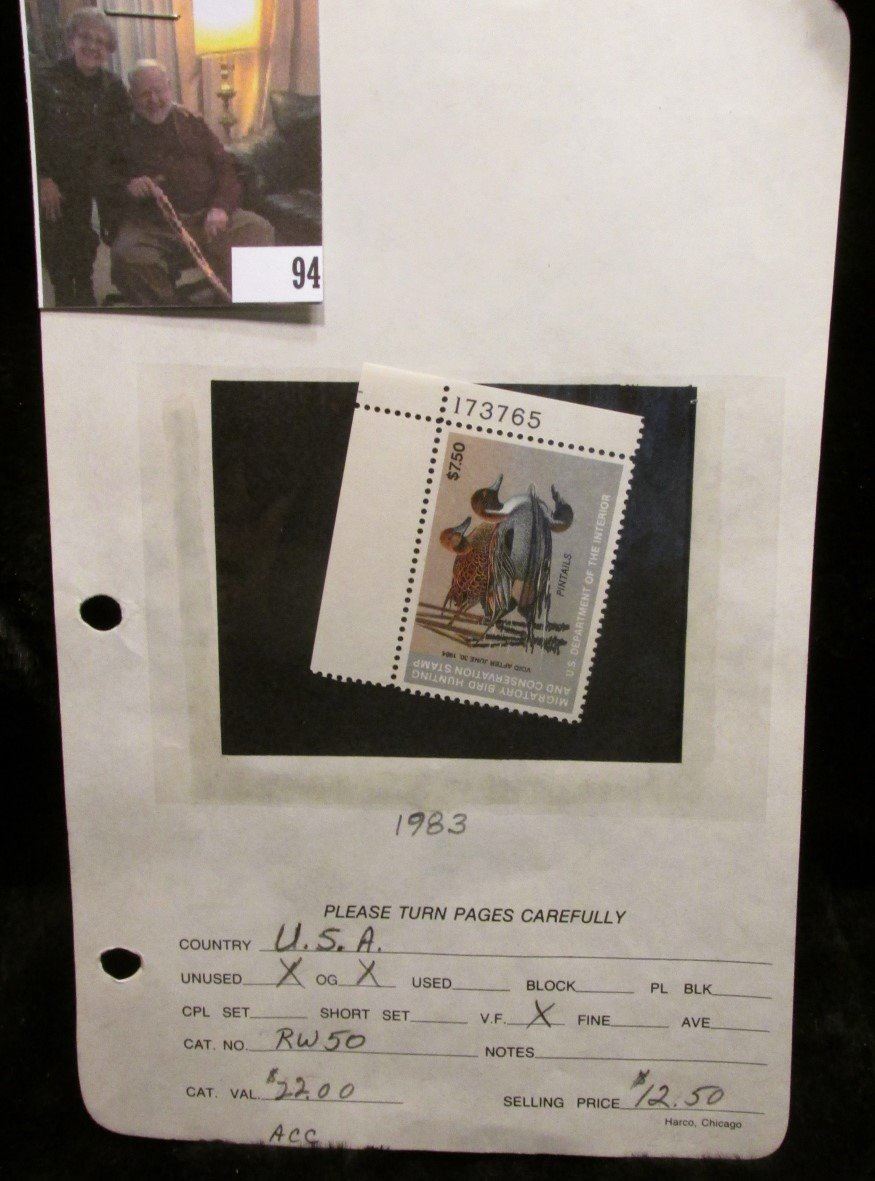 94
173765
$7.50
PINTAILS
U.S. DEPARTMENT OF THE INTERIOR
VOID AFTER JUNE 30, 1984
MIGRATORY BIRD HUNTING
AND CONSERVATION STAMP
1983
PLEASE TURN PAGES CAREFULLY
COUNTRY U.S.A.
UNUSED X OG X USED BLOCK PL BLK
CPL SET SHORT SET V.F. X FINE AVE
CAT. NO. RW50 NOTES
CAT. VAL. $22.00 SELLING PRICE $12.50
Harco, Chicago
ACC